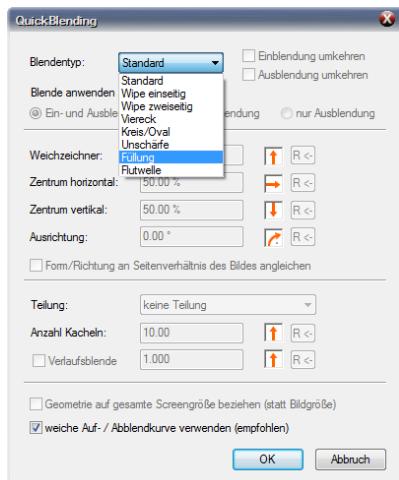 QuickBlending
Blendentyp: Standard Einblendung umkehren
Ausblendung umkehren
Standard
Wipe einseitig
Wipe zweiseitig
Viereck
Kreis/Oval
Unschärfe
Füllung
Flutwelle
Blende anwenden
Ein- und Ausble endung nur Ausblendung
Weichzeichner: R <-
Zentrum horizontal: 50.00 % R <-
Zentrum vertikal: 50.00 % R <-
Ausrichtung: 0.00 ° R <-
Form/Richtung an Seitenverhältnis des Bildes angleichen
Teilung: keine Teilung
Anzahl Kacheln: 10.00 R <-
Verlaufsblende 1.000 R <-
Geometrie auf gesamte Screengröße beziehen (statt Bildgröße)
weiche Auf- / Abblendkurve verwenden (empfohlen)
OK Abbruch